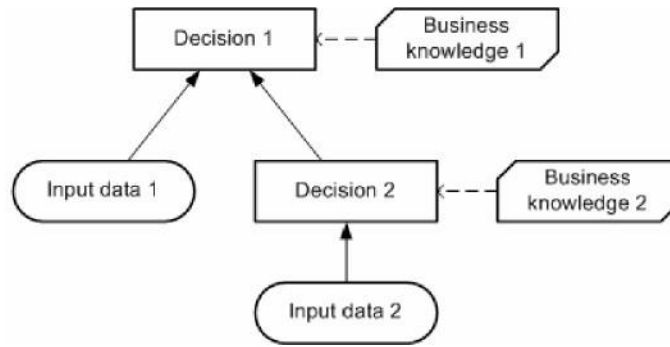 Decision 1
Business
knowledge 1
Input data 1
Decision 2
Business
knowledge 2
Input data 2